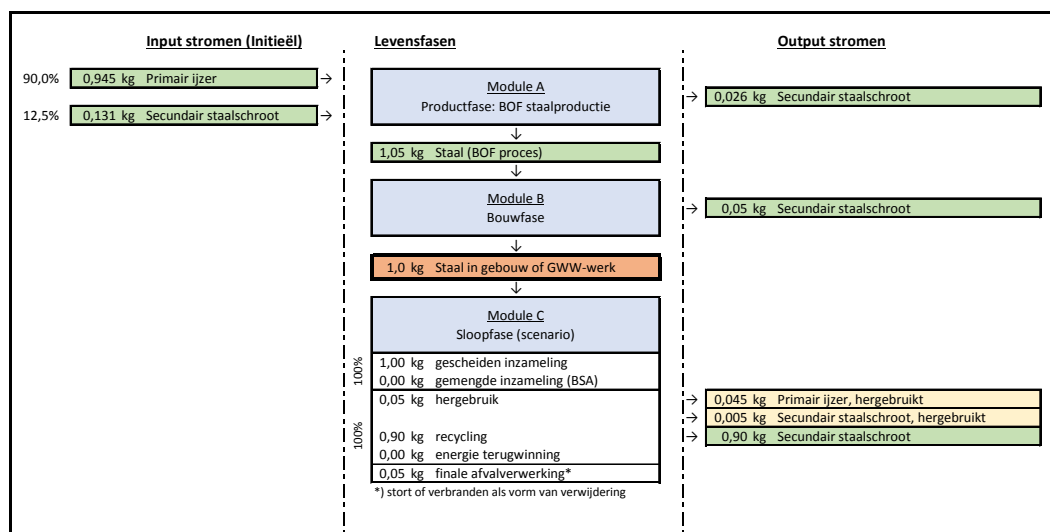 Input stromen (Initieël)
Levensfasen
Output stromen
90,0% 0,945 kg Primair ijzer →
12,5% 0,131 kg Secundair staalschroot →
Module A
Productfase: BOF staalproductie
→ 0,026 kg Secundair staalschroot
↓
1,05 kg Staal (BOF proces)
↓
Module B
Bouwfase
→ 0,05 kg Secundair staalschroot
↓
1,0 kg Staal in gebouw of GWW-werk
↓
Module C
Sloopfase (scenario)
100%
1,00 kg gescheiden inzameling
0,00 kg gemengde inzameling (BSA)
100%
0,05 kg hergebruik
→ 0,045 kg Primair ijzer, hergebruikt
→ 0,005 kg Secundair staalschroot, hergebruikt
0,90 kg recycling
→ 0,90 kg Secundair staalschroot
0,00 kg energie terugwinning
0,05 kg finale afvalverwerking*
*) stort of verbranden als vorm van verwijdering